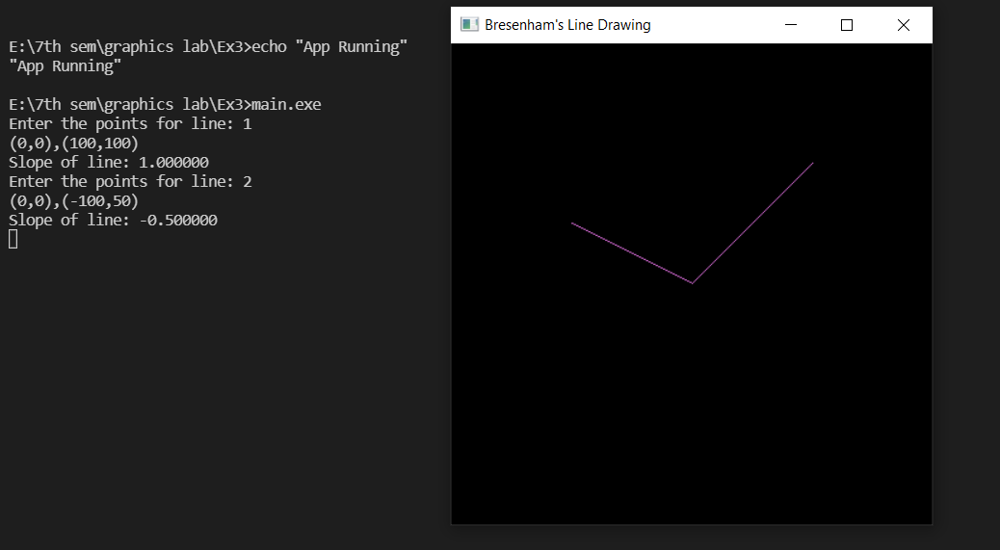 E:\7th sem\graphics lab\Ex3>echo "App Running"
"App Running"
E:\7th sem\graphics lab\Ex3>main.exe
Enter the points for line: 1
(0,0),(100,100)
Slope of line: 1.000000
Enter the points for line: 2
(0,0),(-100,50)
Slope of line: -0.500000
Bresenham's Line Drawing